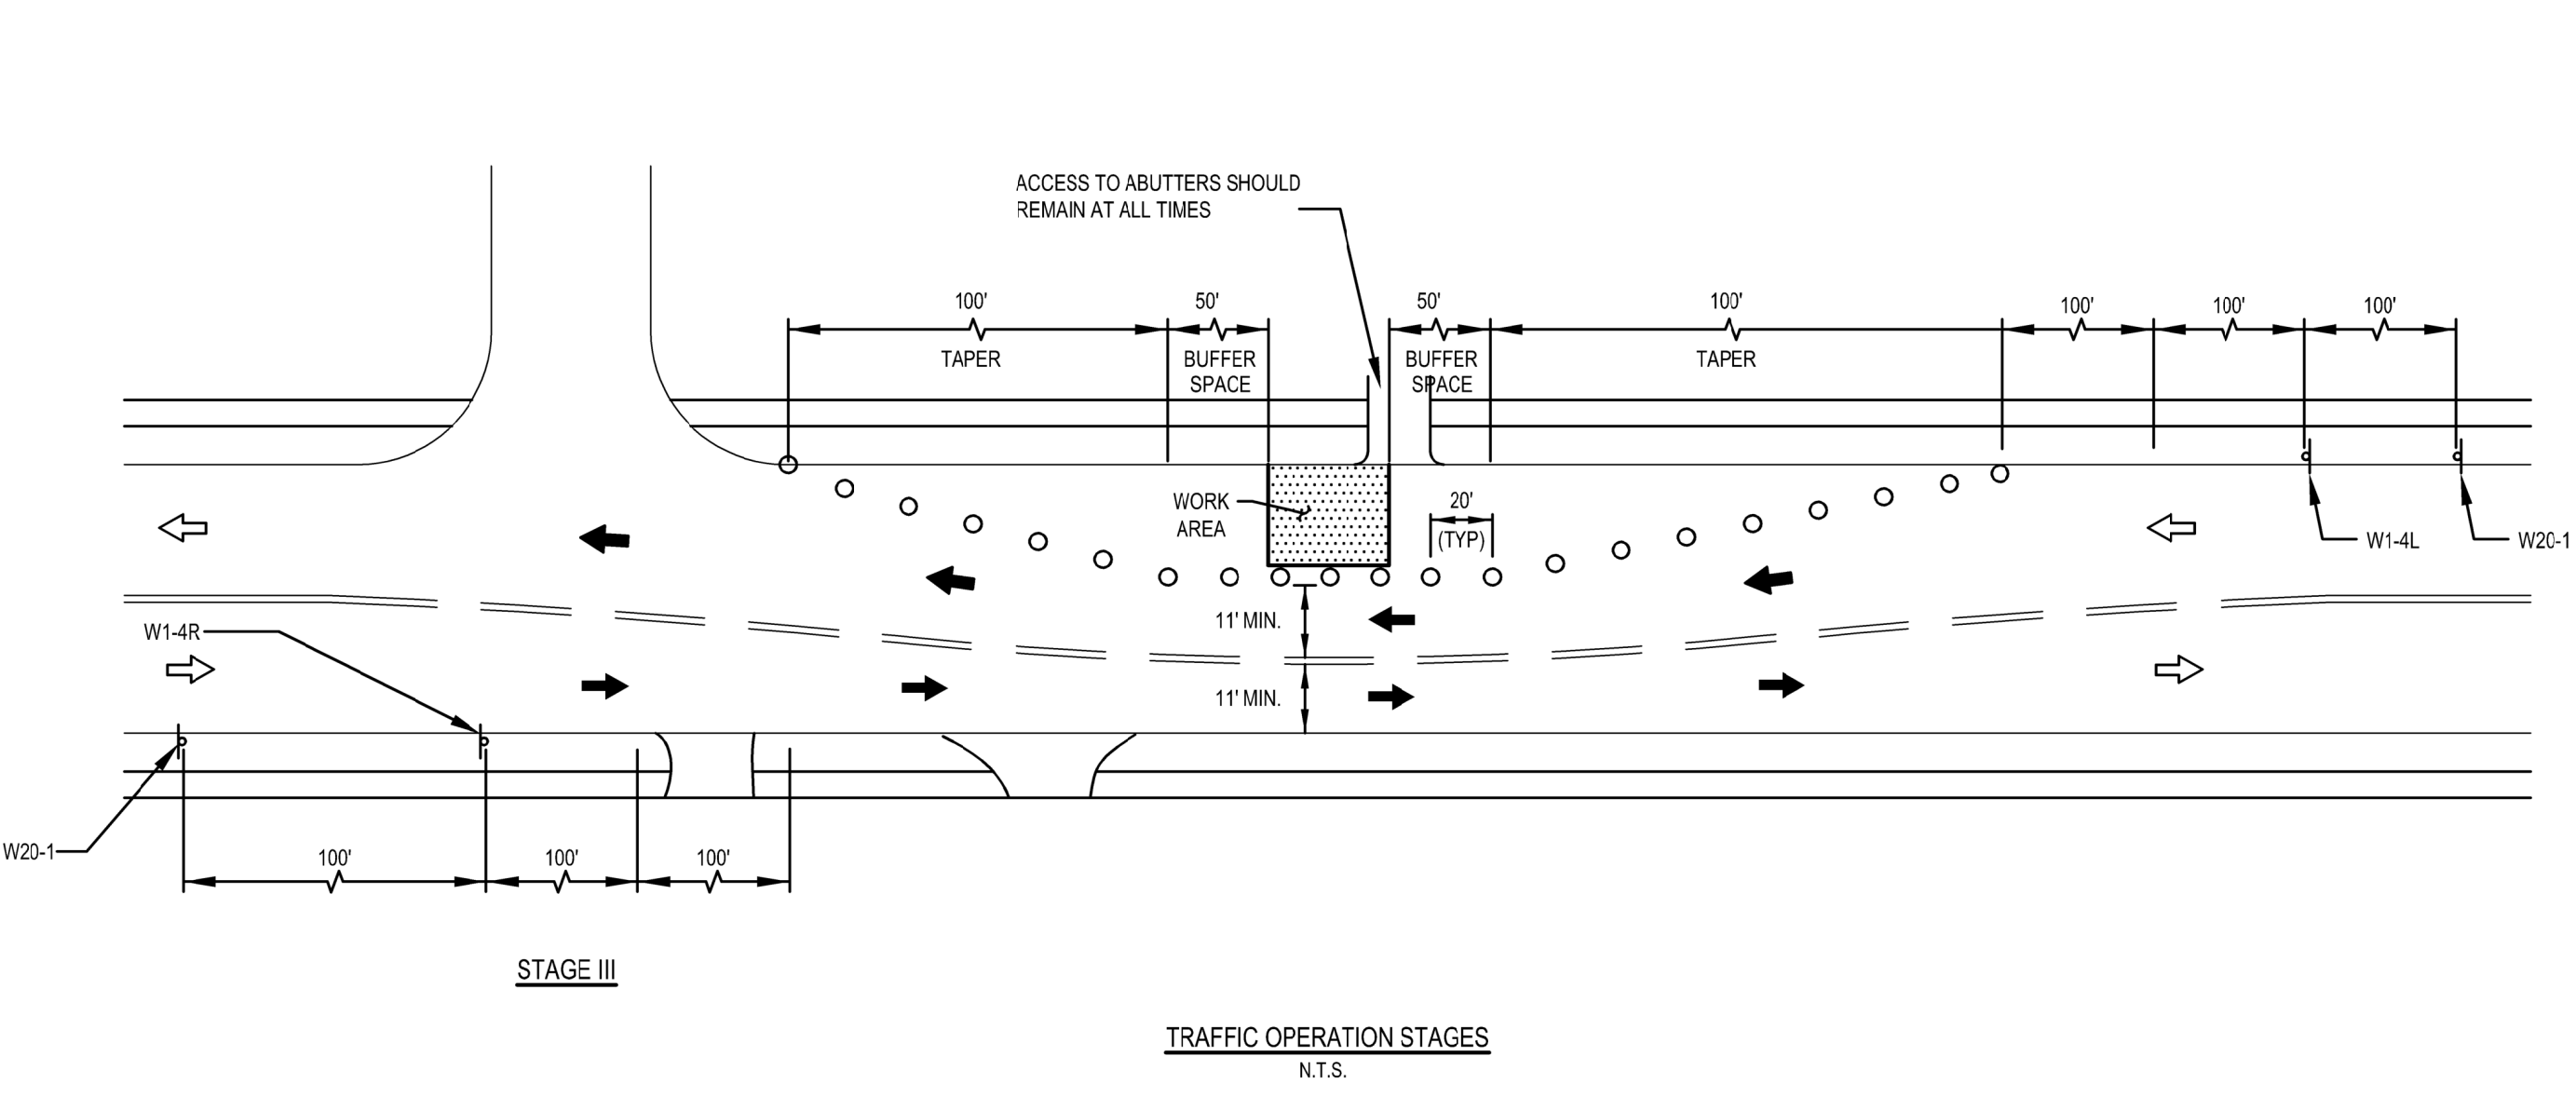 ACCESS TO ABUTTERS SHOULD
REMAIN AT ALL TIMES
100'
50'
50'
100'
100'
100'
100'
TAPER
BUFFER
SPACE
BUFFER
SPACE
TAPER
WORK
AREA
20'
(TYP)
W1-4L
W20-1
11' MIN.
W1-4R
11' MIN.
W20-1
100'
100'
100'
STAGE III
TRAFFIC OPERATION STAGES
N.T.S.